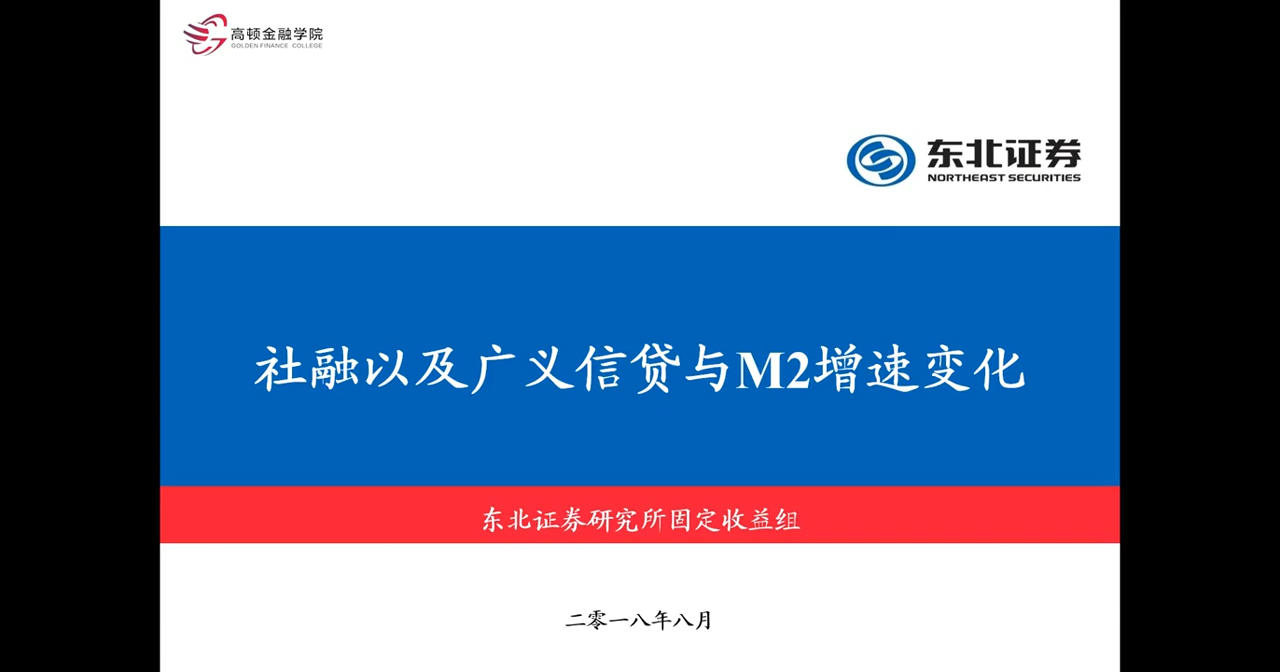 高顿金融学院
GOLDEN FINANCE COLLEGE
东北证券
NORTHEAST SECURITIES
社融以及广义信贷与M2增速变化
东北证券研究所固定收益组
二零一八年八月